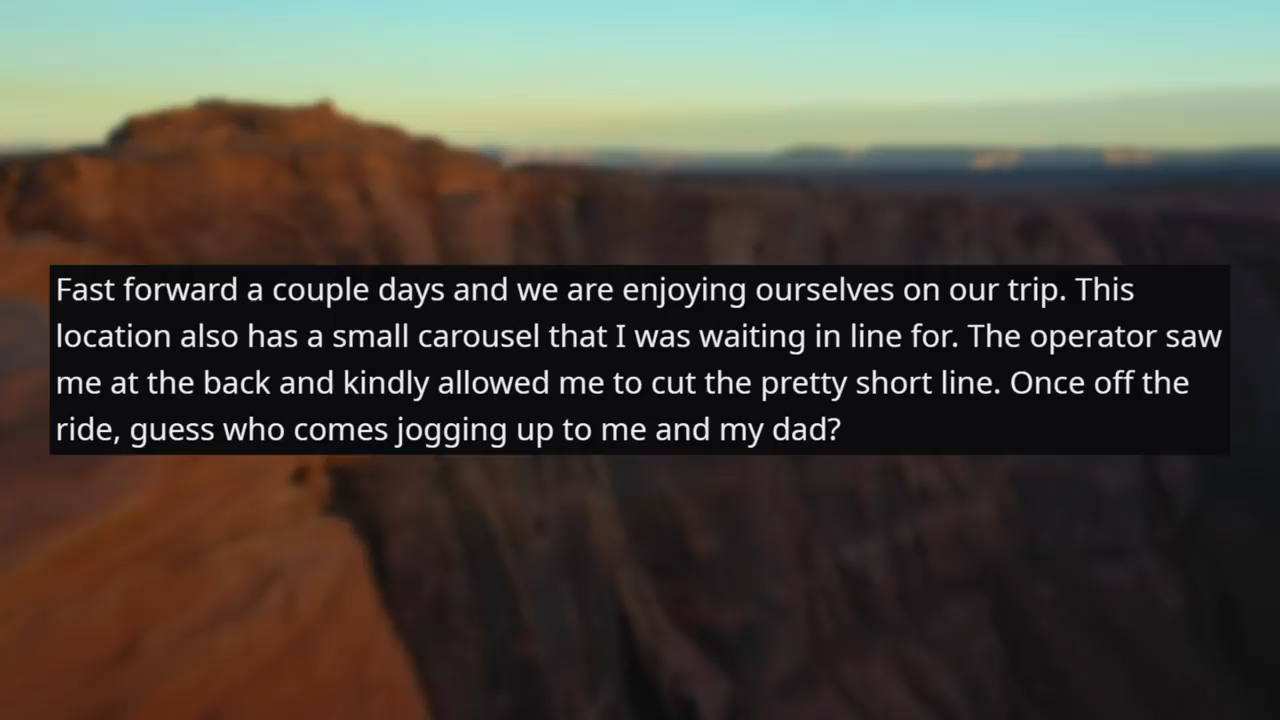 Fast forward a couple days and we are enjoying ourselves on our trip. This
location also has a small carousel that I was waiting in line for. The operator saw
me at the back and kindly allowed me to cut the pretty short line. Once off the
ride, guess who comes jogging up to me and my dad?